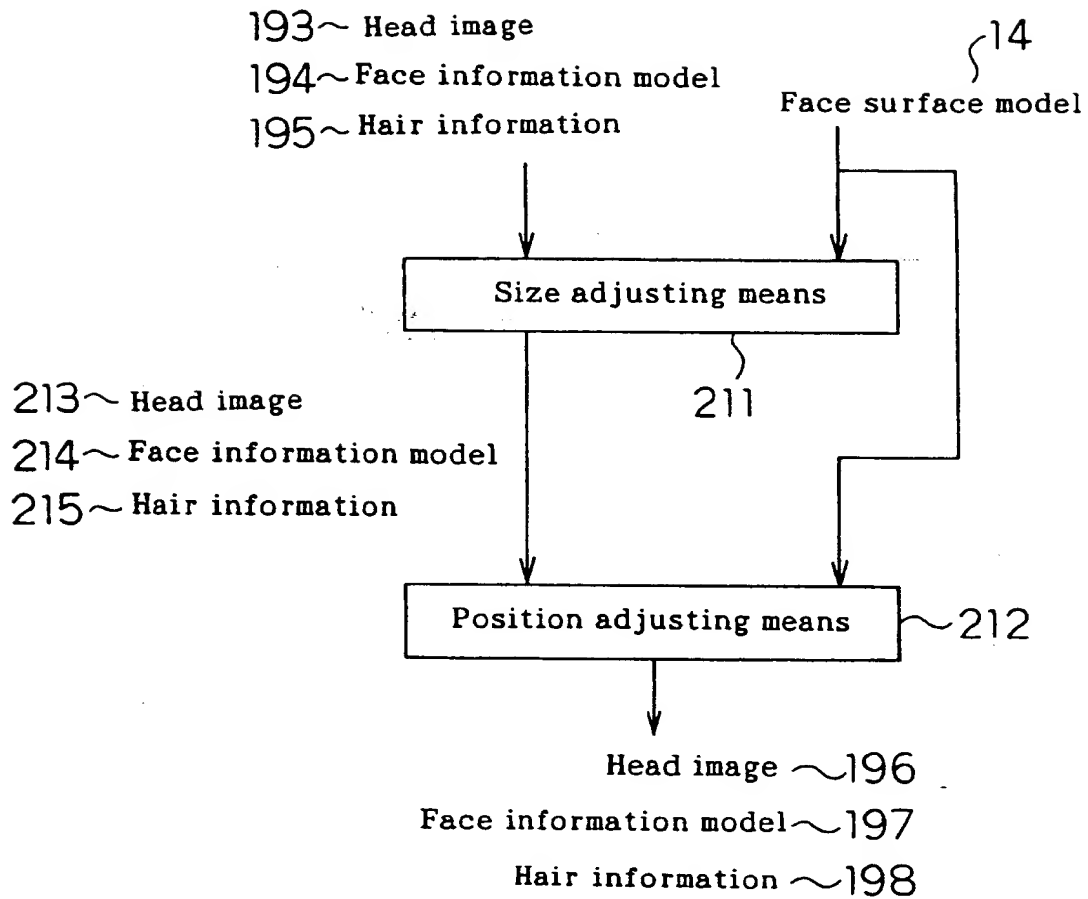 193~ Head image
14
194~ Face information model
Face surface model
195~ Hair information
Size adjusting means
211
213~ Head image
214~ Face information model
215~ Hair information
Position adjusting means ~212
Head image ~196
Face information model ~197
Hair information ~198